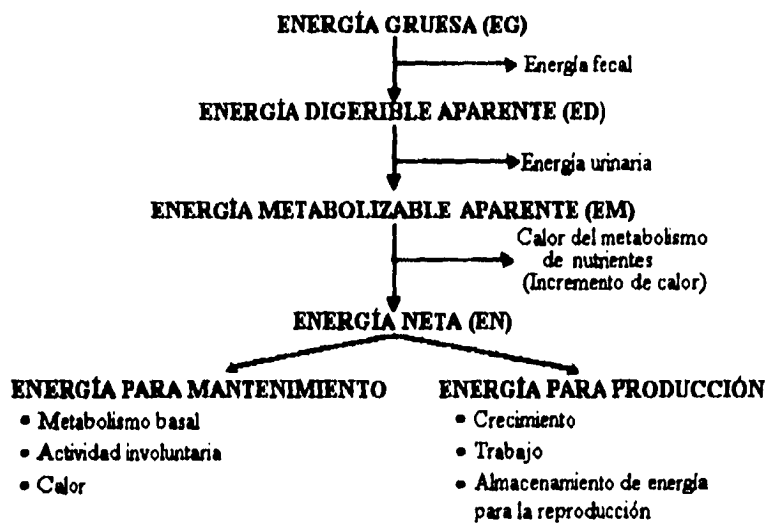 ENERGÍA GRUESA (EG)
Energía fecal
ENERGÍA DIGERIBLE APARENTE (ED)
Energía urinaria
ENERGÍA METABOLIZABLE APARENTE (EM)
Calor del metabolismo
de nutrientes
(Incremento de calor)
ENERGÍA NETA (EN)
ENERGÍA PARA MANTENIMIENTO
• Metabolismo basal
• Actividad involuntaria
• Calor
ENERGÍA PARA PRODUCCIÓN
• Crecimiento
• Trabajo
• Almacenamiento de energía
para la reproducción